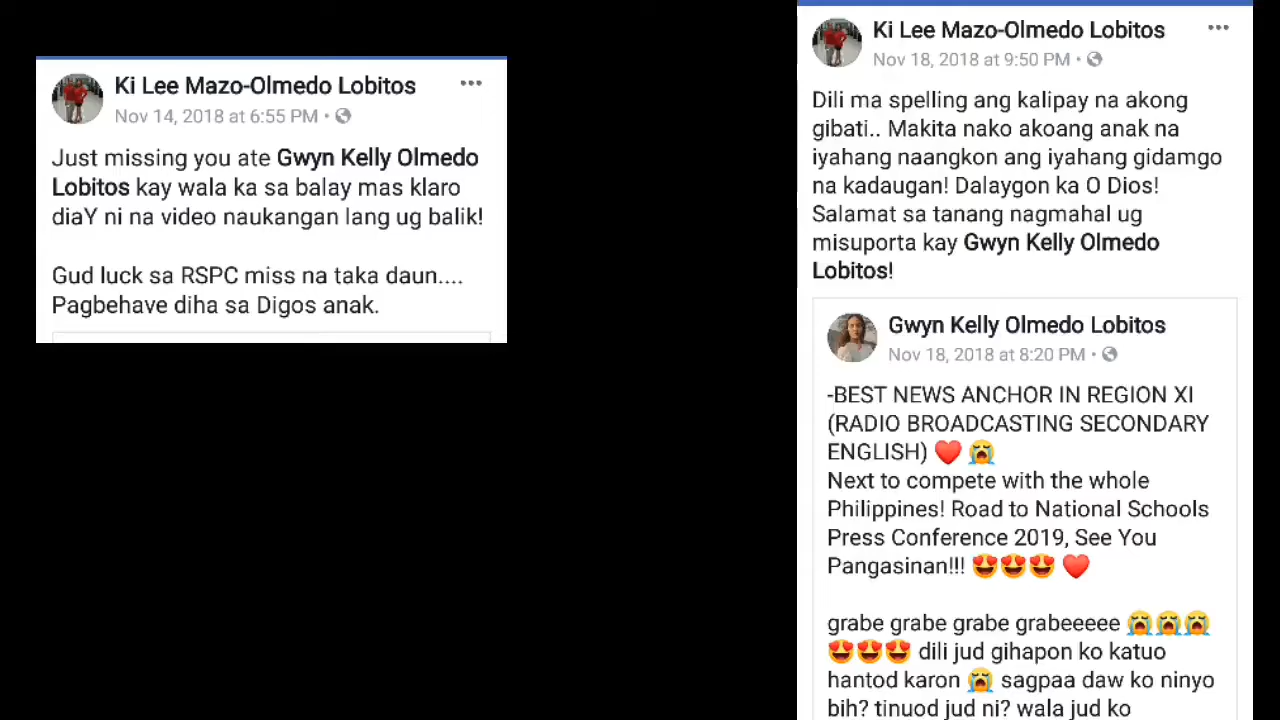 Ki Lee Mazo-Olmedo Lobitos
Nov 14, 2018 at 6:55 PM
Just missing you ate Gwyn Kelly Olmedo
Lobitos kay wala ka sa balay mas klaro
diaY ni na video naukangan lang ug balik!
Gud luck sa RSPC miss na taka daun....
Pagbehave diha sa Digos anak.
Ki Lee Mazo-Olmedo Lobitos
Nov 18, 2018 at 9:50 PM
Dili ma spelling ang kalipay na akong
gibati.. Makita nako akoang anak na
iyahang naangkon ang iyahang gidamgo
na kadaugan! Dalaygon ka O Dios!
Salamat sa tanang nagmahal ug
misuporta kay Gwyn Kelly Olmedo
Lobitos!
Gwyn Kelly Olmedo Lobitos
Nov 18, 2018 at 8:20 PM
-BEST NEWS ANCHOR IN REGION XI
(RADIO BROADCASTING SECONDARY
ENGLISH) ❤️ 😭
Next to compete with the whole
Philippines! Road to National Schools
Press Conference 2019, See You
Pangasinan!!! 😍😍😍 ❤️
grabe grabe grabe grabeeeee 😭😭😭
😍😍😍 dili jud gihapon ko katuo
hantod karon 😭 sagpaa daw ko ninyo
bih? tinuod jud ni? wala jud ko